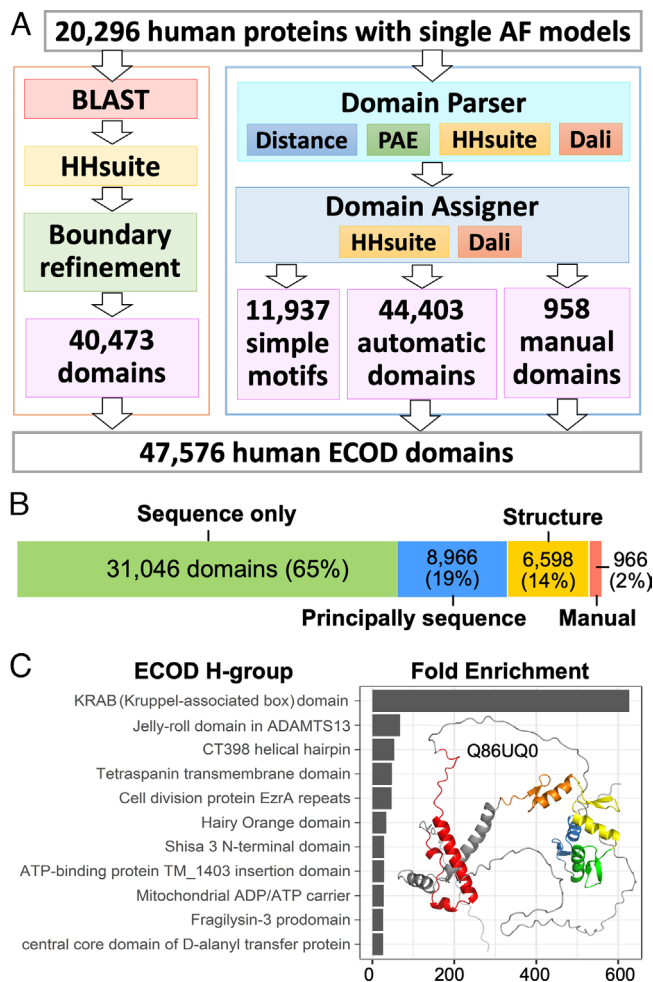 A
20,296 human proteins with single AF models
BLAST
HHsuite
Boundary
refinement
40,473
domains
Domain Parser
Distance PAE HHsuite Dali
Domain Assigner
HHsuite Dali
11,937
simple
motifs
44,403
automatic
domains
958
manual
domains
47,576 human ECOD domains
B
Sequence only
Structure
31,046 domains (65%)
8,966
(19%)
6,598
(14%)
966
(2%)
Principally sequence
Manual
C
ECOD H-group
Fold Enrichment
KRAB (Kruppel-associated box) domain
Jelly-roll domain in ADAMTS13
CT398 helical hairpin
Tetraspanin transmembrane domain
Cell division protein EzrA repeats
Hairy Orange domain
Shisa 3 N-terminal domain
ATP-binding protein TM_1403 insertion domain
Mitochondrial ADP/ATP carrier
Fragilysin-3 prodomain
central core domain of D-alanyl transfer protein
Q86UQ0
0 200 400 600